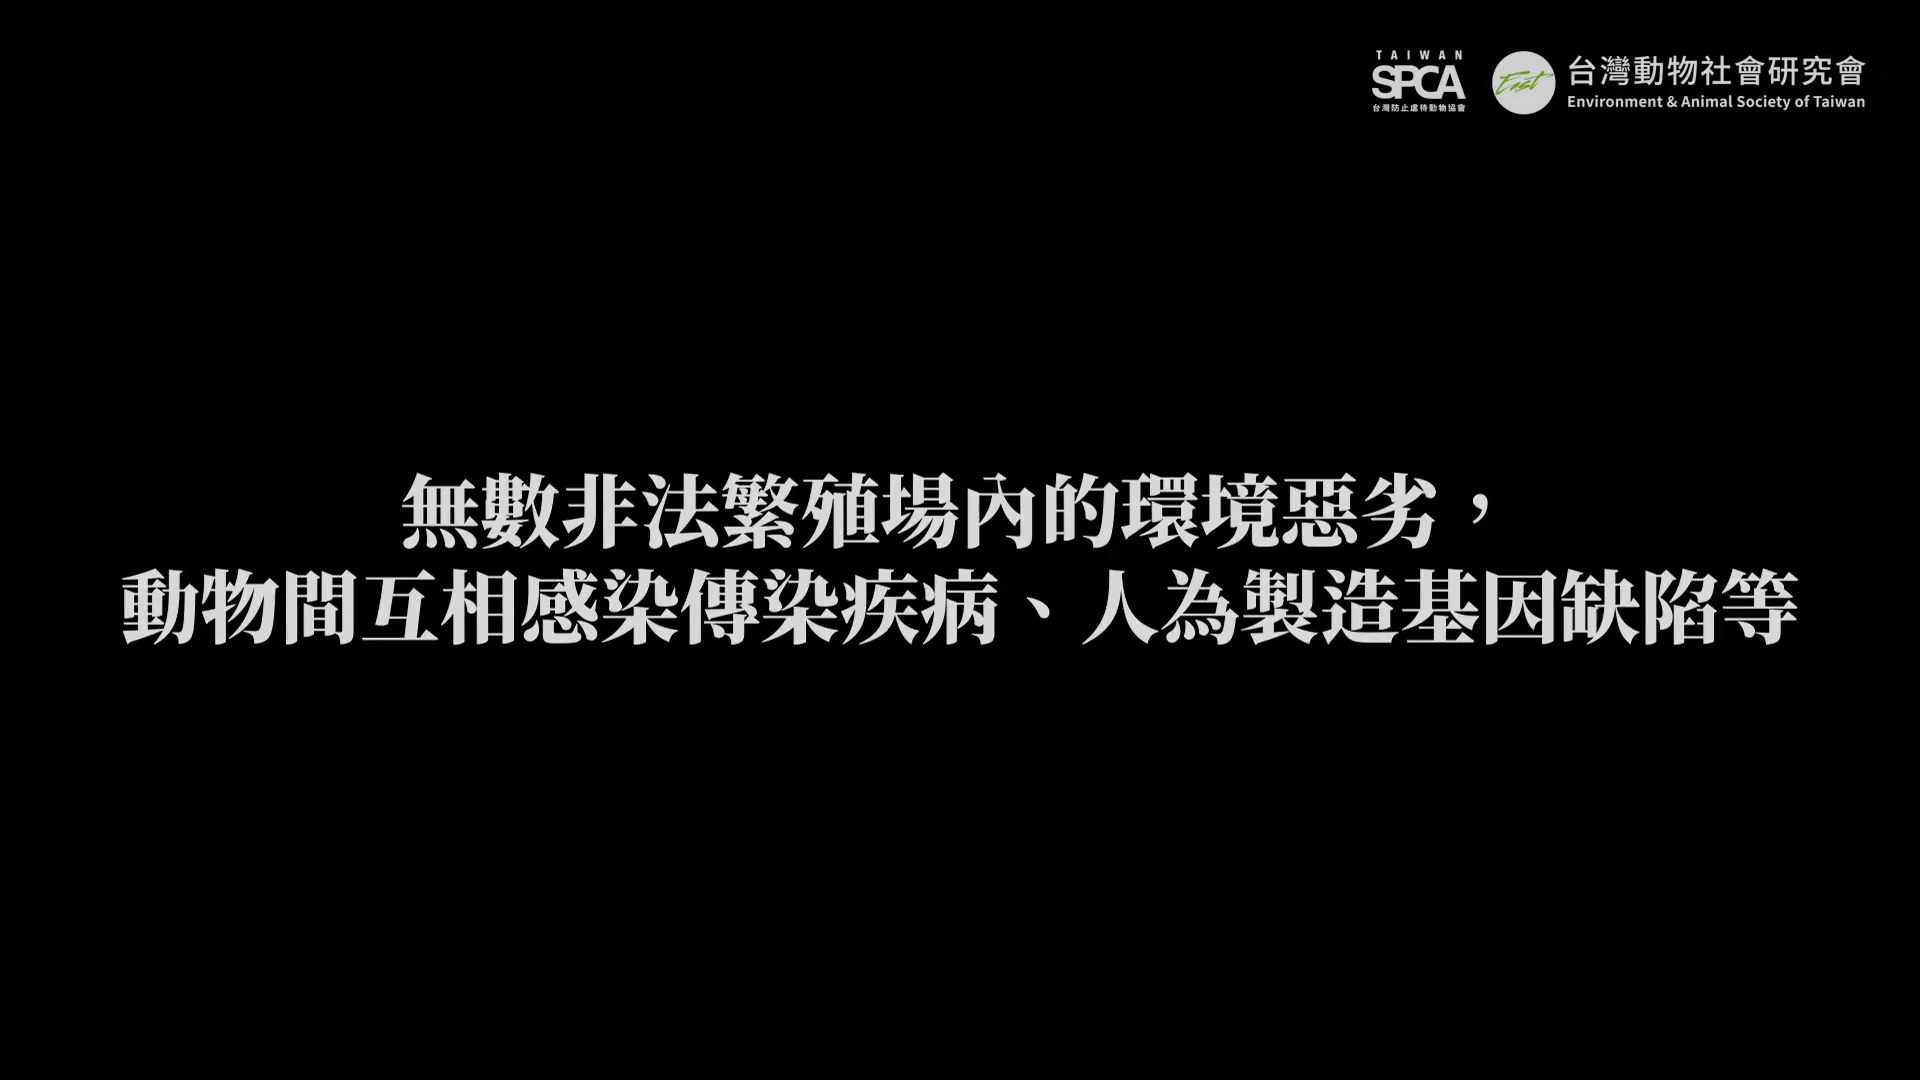 TAIWAN
SPCA
台灣防止虐待動物協會
East
台灣動物社會研究會
Environment & Animal Society of Taiwan
無數非法繁殖場內的環境惡劣，
動物間互相感染傳染疾病、人為製造基因缺陷等